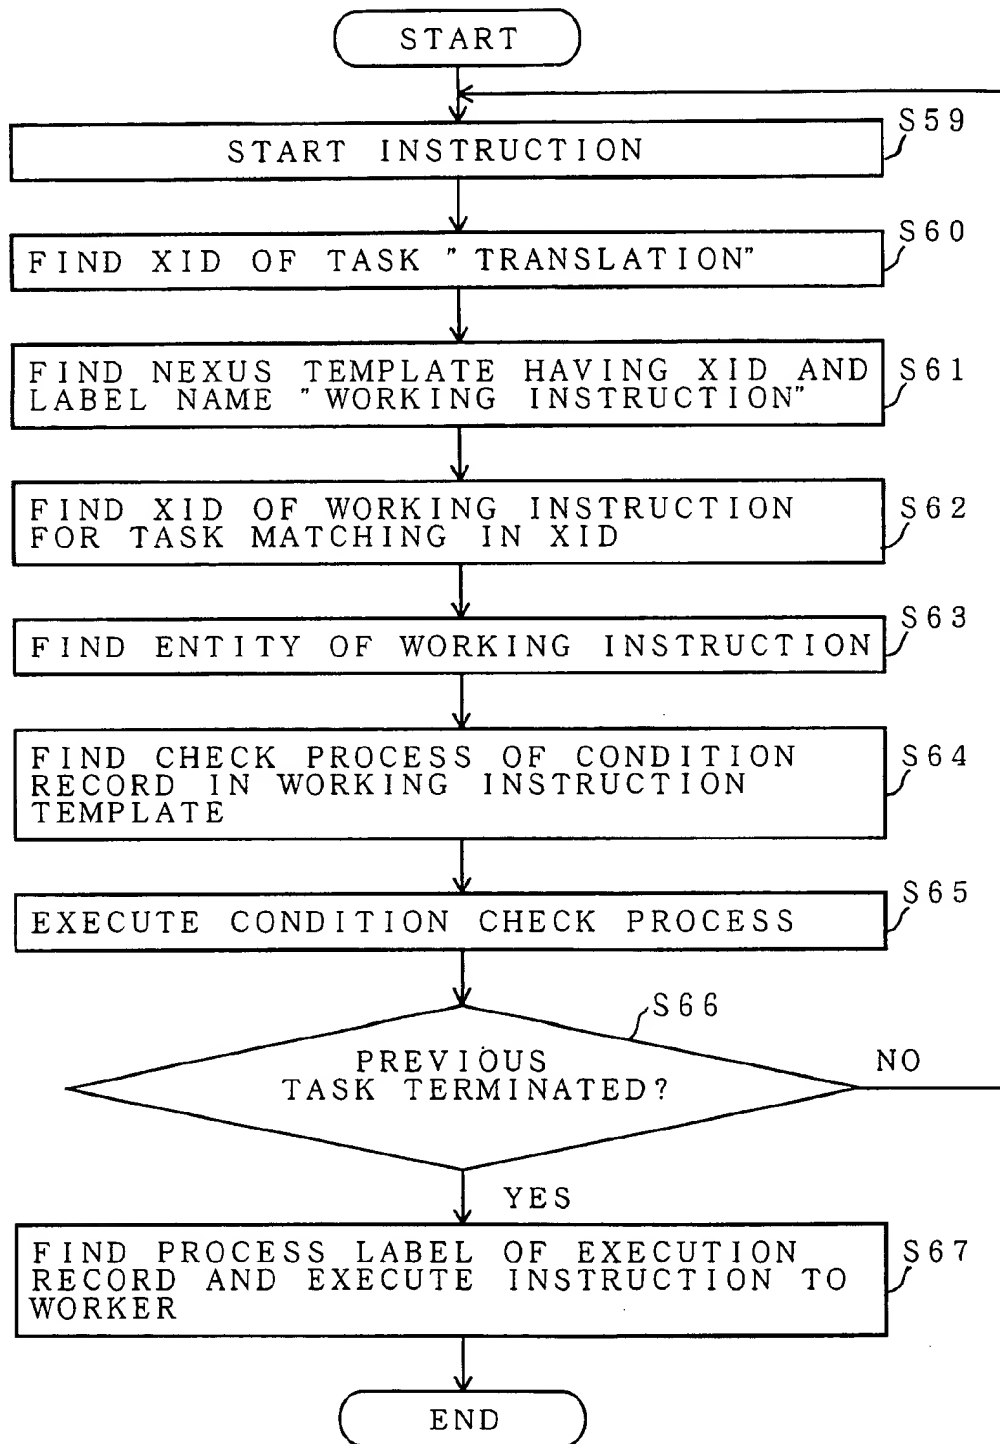 START
S59
START INSTRUCTION
S60
FIND XID OF TASK "TRANSLATION"
S61
FIND NEXUS TEMPLATE HAVING XID AND
LABEL NAME "WORKING INSTRUCTION"
S62
FIND XID OF WORKING INSTRUCTION
FOR TASK MATCHING IN XID
S63
FIND ENTITY OF WORKING INSTRUCTION
S64
FIND CHECK PROCESS OF CONDITION
RECORD IN WORKING INSTRUCTION
TEMPLATE
S65
EXECUTE CONDITION CHECK PROCESS
S66
PREVIOUS
TASK TERMINATED?
NO
YES
S67
FIND PROCESS LABEL OF EXECUTION
RECORD AND EXECUTE INSTRUCTION TO
WORKER
END